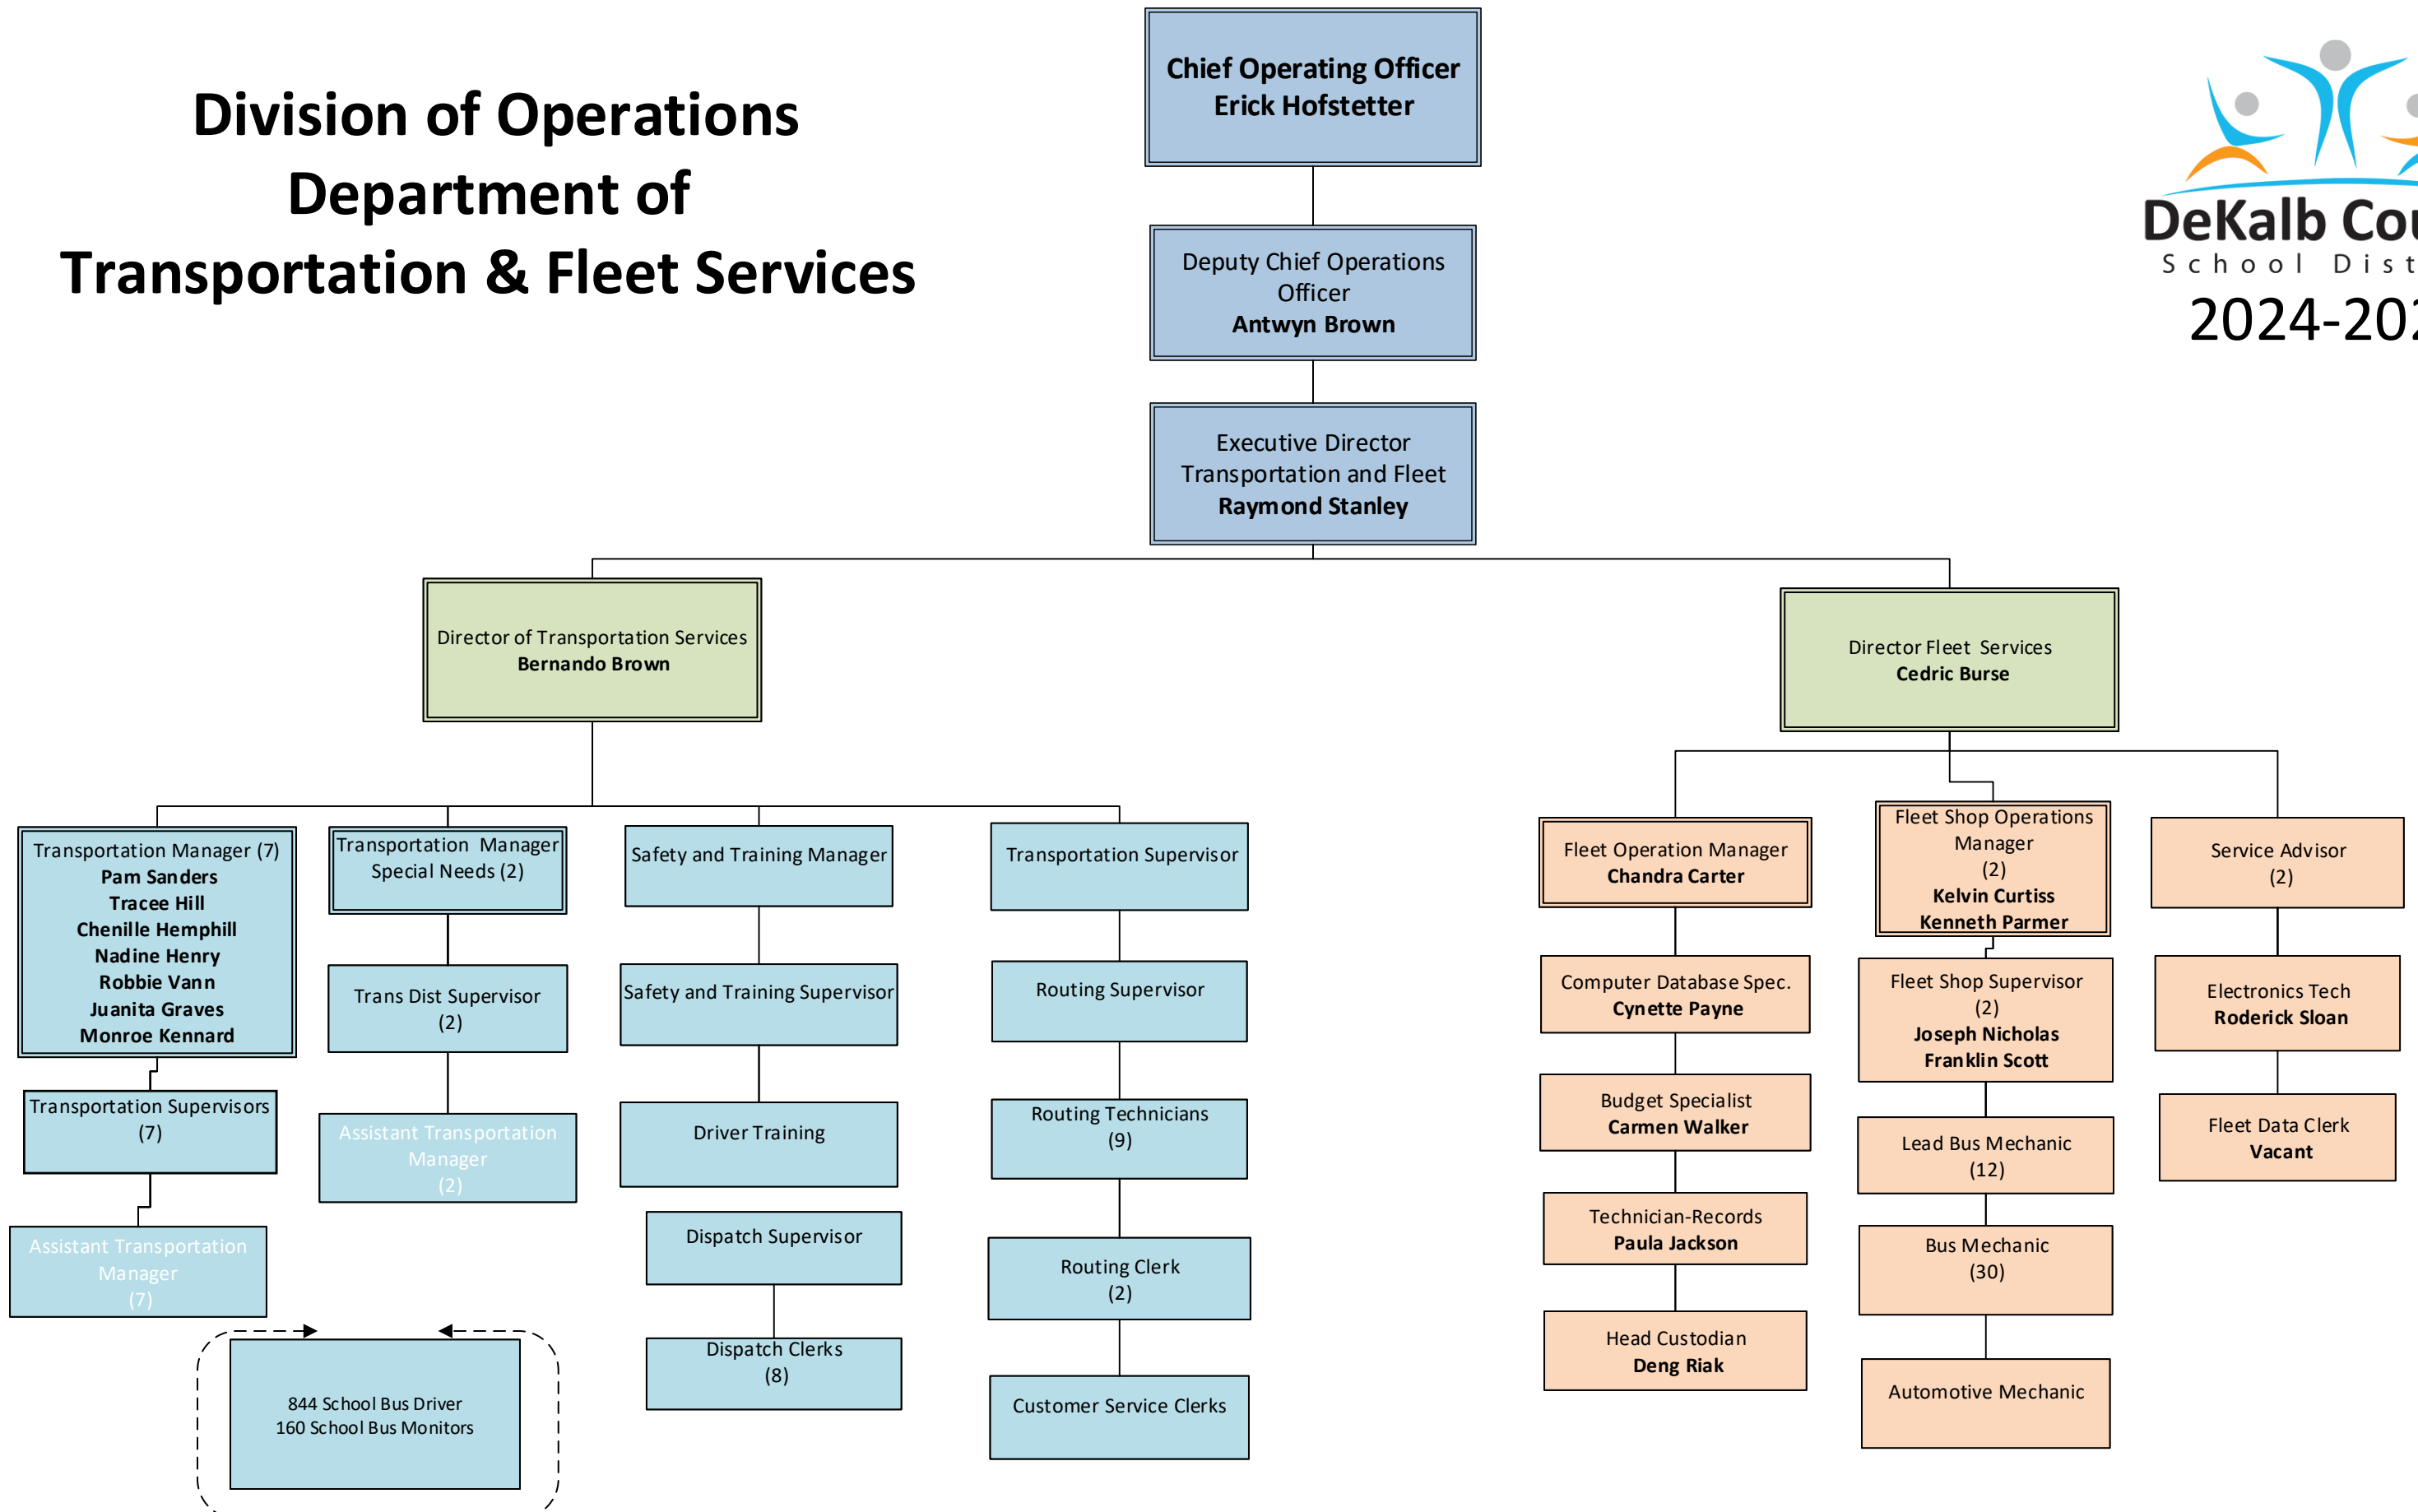 Division of Operations
Department of
Transportation & Fleet Services
Chief Operating Officer
Erick Hofstetter
DeKalb Cou
School Dist
2024-202
Deputy Chief Operations
Officer
Antwyn Brown
Executive Director
Transportation and Fleet
Raymond Stanley
Director of Transportation Services
Bernando Brown
Director Fleet Services
Cedric Burse
Transportation Manager (7)
Pam Sanders
Tracee Hill
Chenille Hemphill
Nadine Henry
Robbie Vann
Juanita Graves
Monroe Kennard
Transportation Supervisors
(7)
Assistant Transportation
Manager
(7)
Transportation Manager
Special Needs (2)
Trans Dist Supervisor
(2)
Assistant Transportation
Manager
(2)
844 School Bus Driver
160 School Bus Monitors
Safety and Training Manager
Safety and Training Supervisor
Driver Training
Dispatch Supervisor
Dispatch Clerks
(8)
Transportation Supervisor
Routing Supervisor
Routing Technicians
(9)
Routing Clerk
(2)
Customer Service Clerks
Fleet Operation Manager
Chandra Carter
Computer Database Spec.
Cynette Payne
Budget Specialist
Carmen Walker
Technician-Records
Paula Jackson
Head Custodian
Deng Riak
Fleet Shop Operations
Manager
(2)
Kelvin Curtiss
Kenneth Parmer
Fleet Shop Supervisor
(2)
Joseph Nicholas
Franklin Scott
Lead Bus Mechanic
(12)
Bus Mechanic
(30)
Automotive Mechanic
Service Advisor
(2)
Electronics Tech
Roderick Sloan
Fleet Data Clerk
Vacant